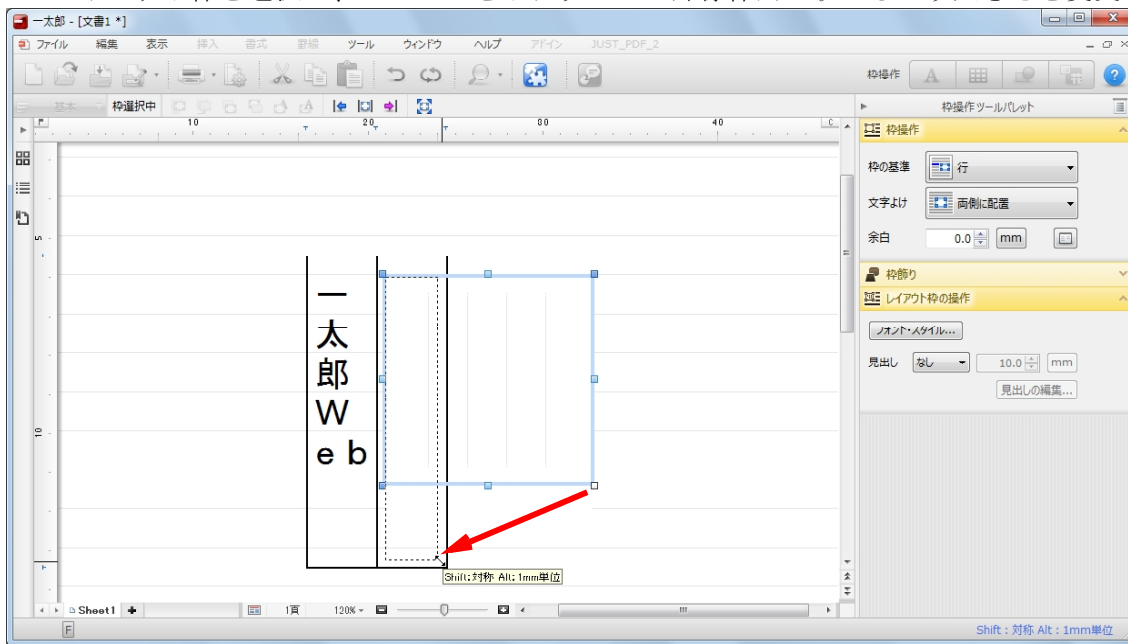 一太郎 - [文書1 *]
ファイル 編集 表示 挿入 書式 罫線 ツール ウィンドウ ヘルプ アドイン JUST_PDF_2
枠操作
基本 枠選択中
枠操作ツールパレット
10 20 30 40
枠操作
枠の基準 行
文字よけ 両側に配置
余白 0.0 mm
枠飾り
レイアウト枠の操作
フォント・スタイル...
見出し なし 10.0 mm
見出しの編集...
5
10
一
太
郎
W
e b
Shift:対称 Alt:1mm単位
Sheet1 1頁 120%
F
Shift : 対称 Alt : 1mm単位